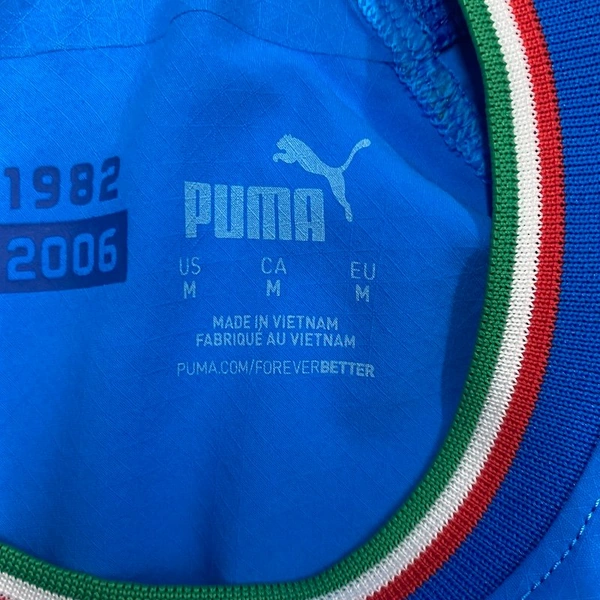 1982
2006
PUMA
US CA EU
M M M
MADE IN VIETNAM
FABRIQUÉ AU VIETNAM
PUMA.COM/FOREVERBETTER